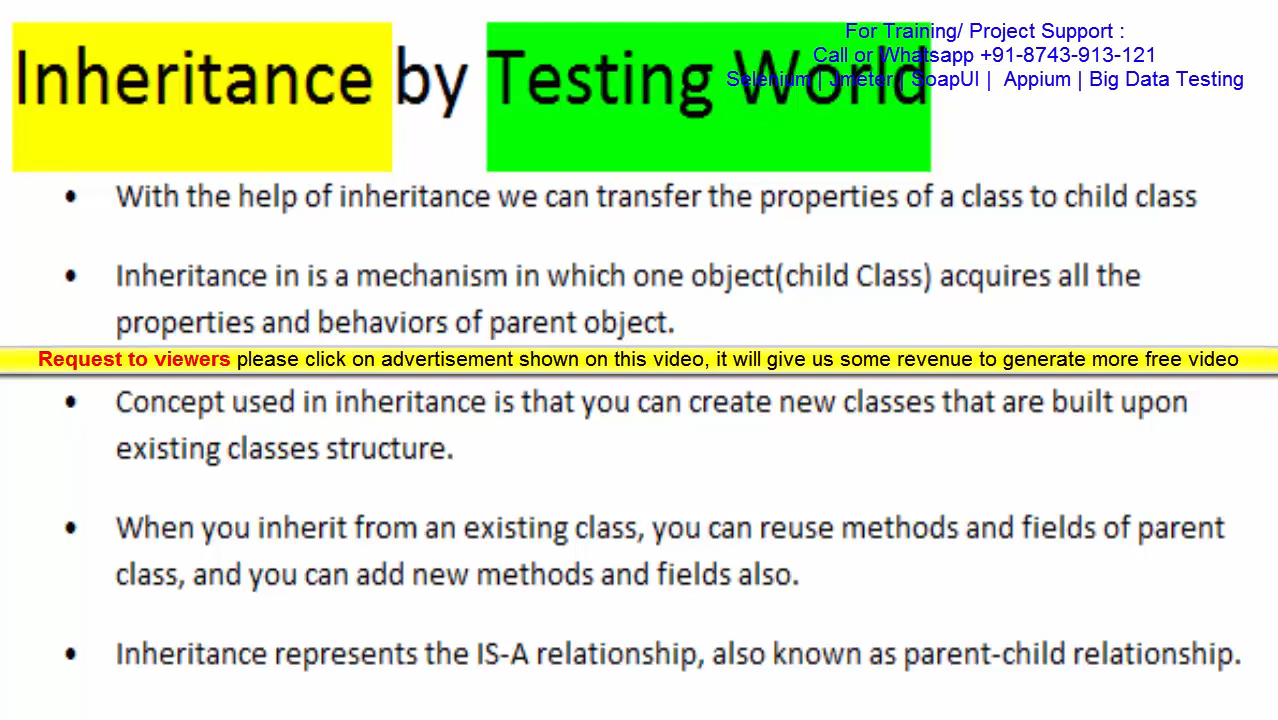 Inheritance by Testing World
For Training/ Project Support :
Call or Whatsapp +91-8743-913-121
Selenium | Jmeter | SoapUI | Appium | Big Data Testing
• With the help of inheritance we can transfer the properties of a class to child class
• Inheritance in is a mechanism in which one object(child Class) acquires all the
properties and behaviors of parent object.
Request to viewers please click on advertisement shown on this video, it will give us some revenue to generate more free video
• Concept used in inheritance is that you can create new classes that are built upon
existing classes structure.
• When you inherit from an existing class, you can reuse methods and fields of parent
class, and you can add new methods and fields also.
• Inheritance represents the IS-A relationship, also known as parent-child relationship.